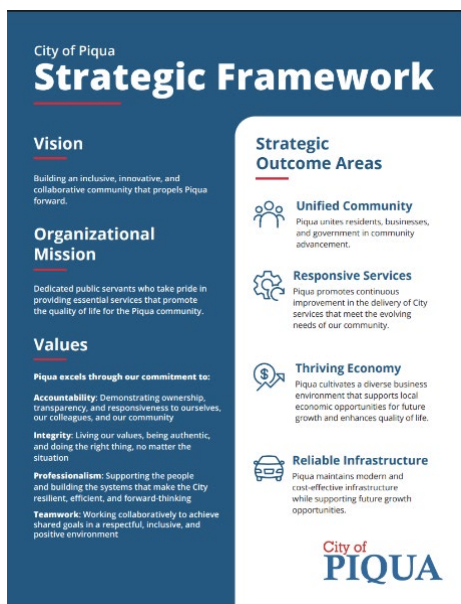 City of Piqua
Strategic Framework
Vision
Building an inclusive, innovative, and
collaborative community that propels Piqua
forward.
Organizational
Mission
Dedicated public servants who take pride in
providing essential services that promote
the quality of life for the Piqua community.
Values
Piqua excels through our commitment to:
Accountability: Demonstrating ownership,
transparency, and responsiveness to ourselves,
our colleagues, and our community
Integrity: Living our values, being authentic,
and doing the right thing, no matter the
situation
Professionalism: Supporting the people
and building the systems that make the City
resilient, efficient, and forward-thinking
Teamwork: Working collaboratively to achieve
shared goals in a respectful, inclusive, and
positive environment
Strategic
Outcome Areas
Unified Community
Piqua unites residents, businesses,
and government in community
advancement.
Responsive Services
Piqua promotes continuous
improvement in the delivery of City
services that meet the evolving
needs of our community.
$
Thriving Economy
Piqua cultivates a diverse business
environment that supports local
economic opportunities for future
growth and enhances quality of life.
Reliable Infrastructure
Piqua maintains modern and
cost-effective infrastructure
while supporting future growth
opportunities.
City of
PIQUA